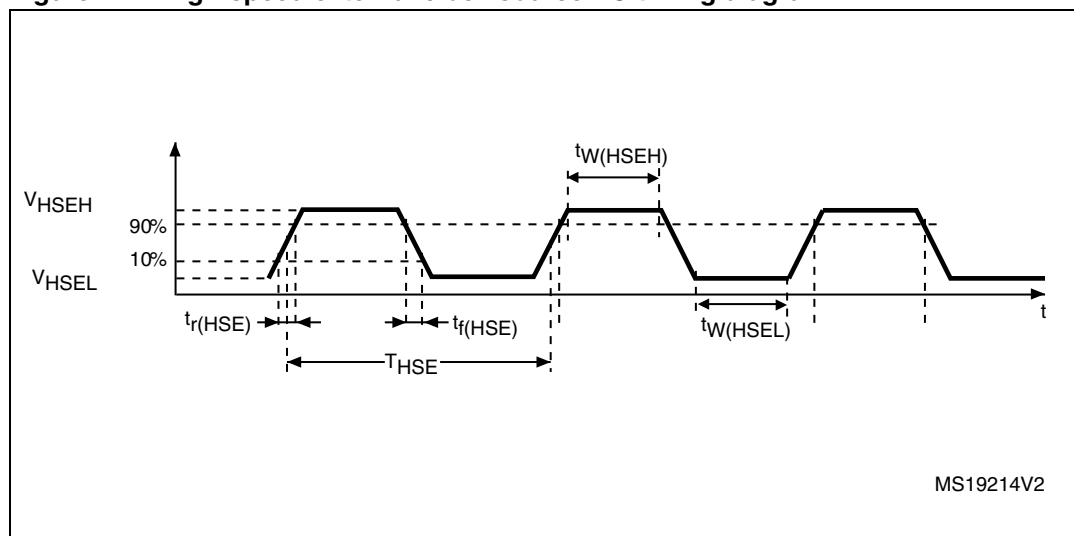 tW(HSEH)
VHSEH
90%
10%
VHSEL
tr(HSE)
tf(HSE)
tW(HSEL)
t
THSE
MS19214V2